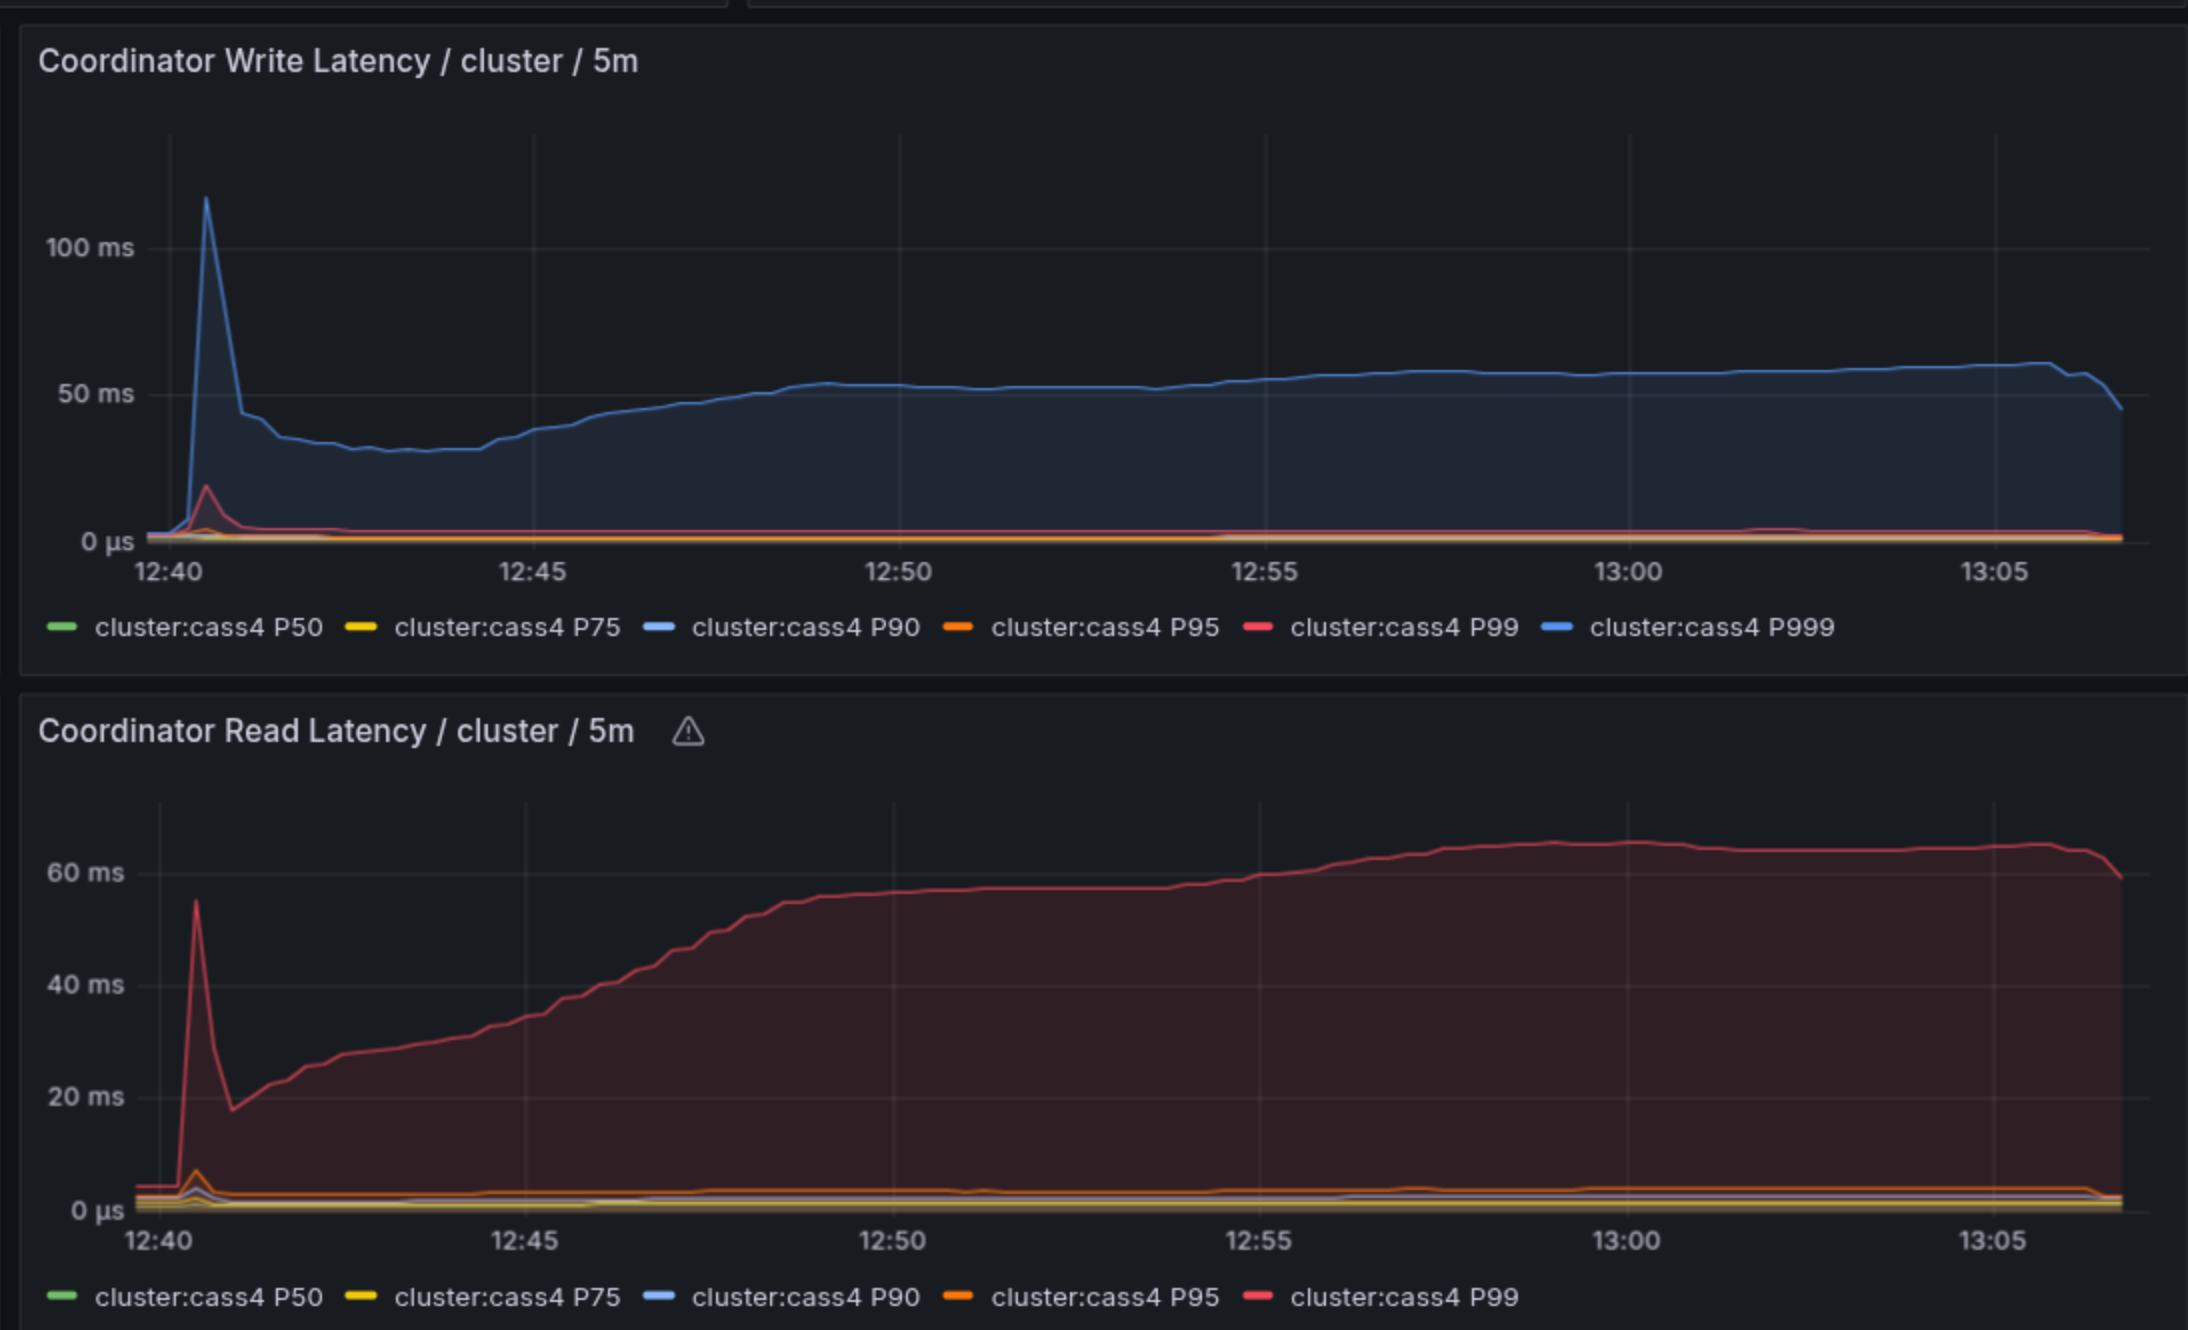 Coordinator Write Latency / cluster / 5m
100 ms
50 ms
0 µs
12:40 12:45 12:50 12:55 13:00 13:05
cluster:cass4 P50 cluster:cass4 P75 cluster:cass4 P90 cluster:cass4 P95 cluster:cass4 P99 cluster:cass4 P999
Coordinator Read Latency / cluster / 5m
60 ms
40 ms
20 ms
0 µs
12:40 12:45 12:50 12:55 13:00 13:05
cluster:cass4 P50 cluster:cass4 P75 cluster:cass4 P90 cluster:cass4 P95 cluster:cass4 P99